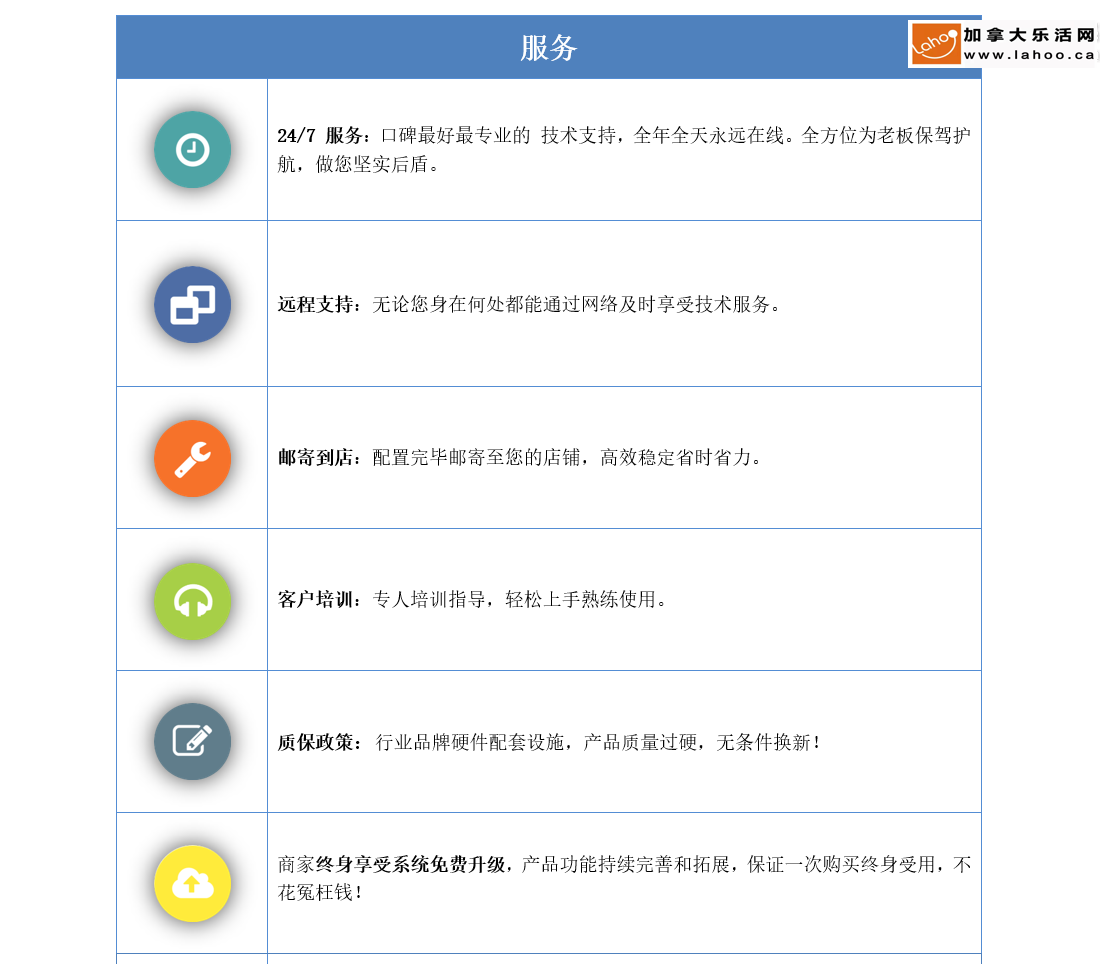 服务
Lahoo
加拿大乐活网
www.lahoo.ca
24/7 服务：口碑最好最专业的 技术支持，全年全天永远在线。全方位为老板保驾护
航，做您坚实后盾。
远程支持：无论您身在何处都能通过网络及时享受技术服务。
邮寄到店：配置完毕邮寄至您的店铺，高效稳定省时省力。
客户培训：专人培训指导，轻松上手熟练使用。
质保政策：行业品牌硬件配套设施，产品质量过硬，无条件换新！
商家终身享受系统免费升级，产品功能持续完善和拓展，保证一次购买终身受用，不
花冤枉钱！